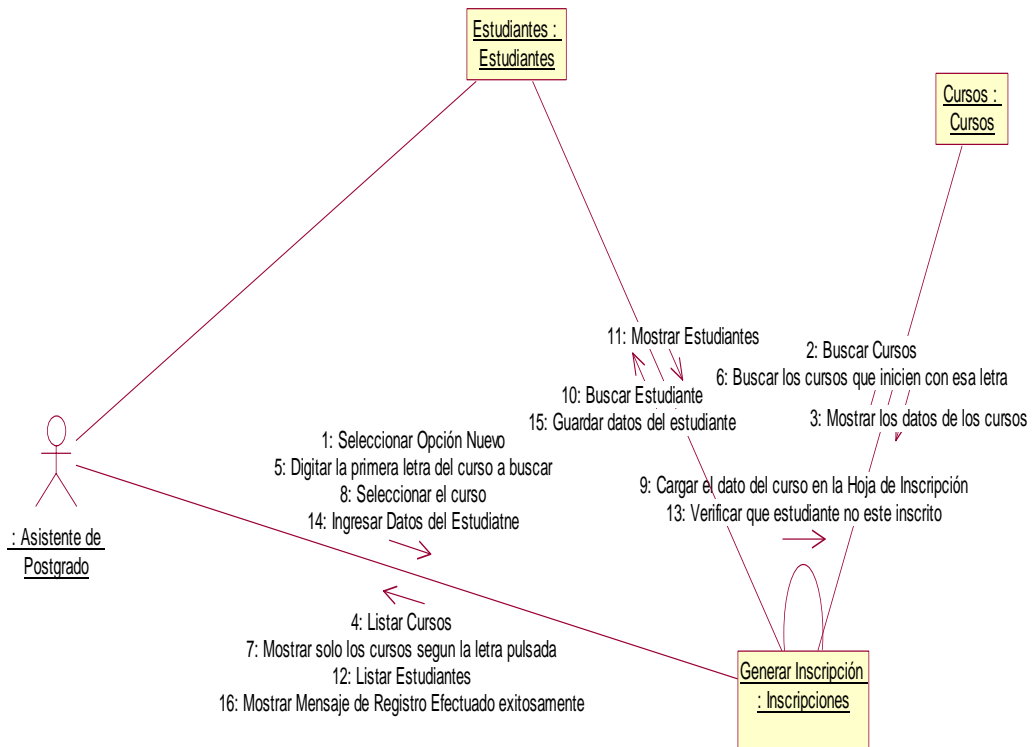 Estudiantes :
Estudiantes
Cursos :
Cursos
11: Mostrar Estudiantes
2: Buscar Cursos
6: Buscar los cursos que inicien con esa letra
10: Buscar Estudiante
15: Guardar datos del estudiante
3: Mostrar los datos de los cursos
1: Seleccionar Opción Nuevo
5: Digitar la primera letra del curso a buscar
8: Seleccionar el curso
14: Ingresar Datos del Estudiatne
9: Cargar el dato del curso en la Hoja de Inscripción
13: Verificar que estudiante no este inscrito
: Asistente de
Postgrado
4: Listar Cursos
7: Mostrar solo los cursos segun la letra pulsada
12: Listar Estudiantes
16: Mostrar Mensaje de Registro Efectuado exitosamente
Generar Inscripción
: Inscripciones